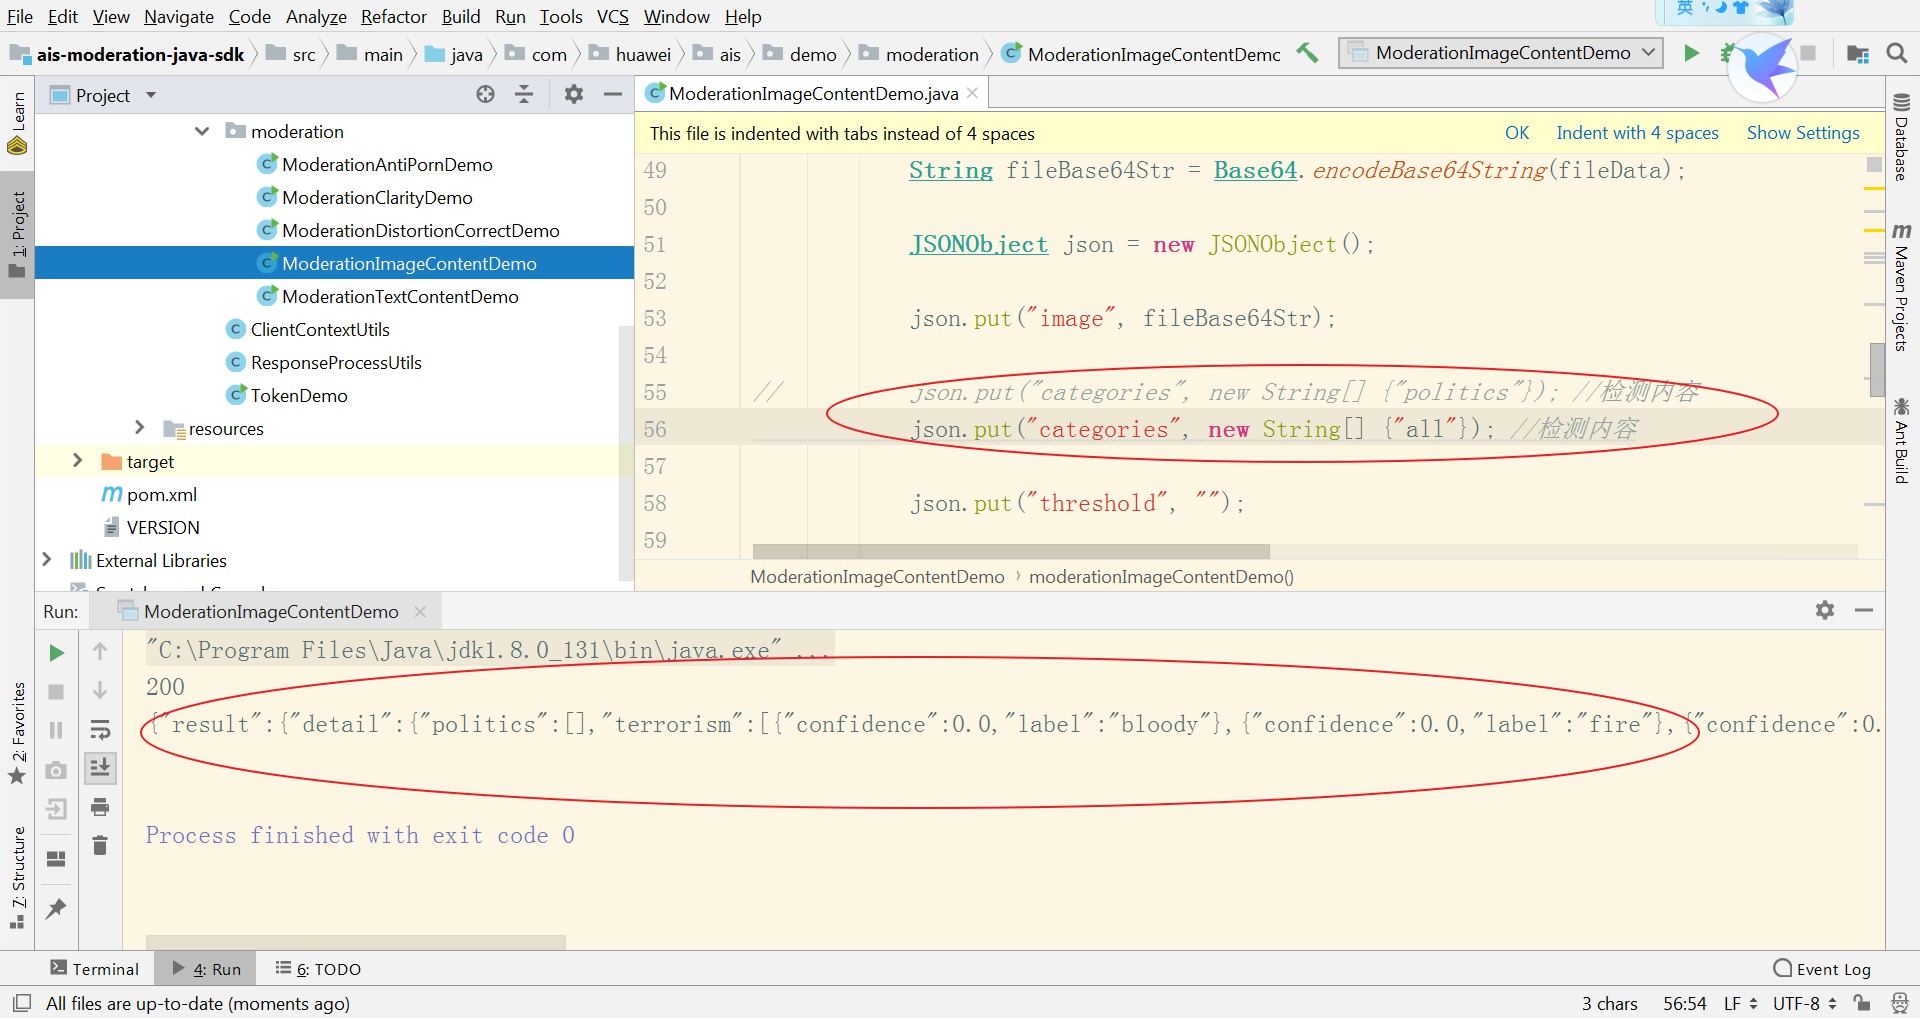 File Edit View Navigate Code Analyze Refactor Build Run Tools VCS Window Help
英
ais-moderation-java-sdk src main java com huawei ais demo moderation ModerationImageContentDemc ModerationImageContentDemo
Project
ModerationImageContentDemo.java
Learn
1: Project
2: Favorites
7: Structure
moderation
ModerationAntiPornDemo
ModerationClarityDemo
ModerationDistortionCorrectDemo
ModerationImageContentDemo
ModerationTextContentDemo
ClientContextUtils
ResponseProcessUtils
TokenDemo
resources
target
pom.xml
VERSION
External Libraries
This file is indented with tabs instead of 4 spaces OK Indent with 4 spaces Show Settings
49 String fileBase64Str = Base64.encodeBase64String(fileData);
50
51 JSONObject json = new JSONObject();
52
53 json.put("image", fileBase64Str);
54
55 // json.put("categories", new String[] {"politics"}); //检测内容
56 json.put("categories", new String[] {"all"}); //检测内容
57
58 json.put("threshold", "");
59
ModerationImageContentDemo › moderationImageContentDemo()
Database
Maven Projects
Ant Build
Run: ModerationImageContentDemo
"C:\Program Files\Java\jdk1.8.0_131\bin\java.exe" ...
200
{"result":{"detail":{"politics":[],"terrorism":[{"confidence":0.0,"label":"bloody"},{"confidence":0.0,"label":"fire"},{"confidence":0.
Process finished with exit code 0
Terminal 4: Run 6: TODO Event Log
All files are up-to-date (moments ago) 3 chars 56:54 LF UTF-8